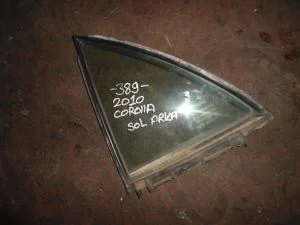 -389-
2010
COROLLA
SOL ARKA